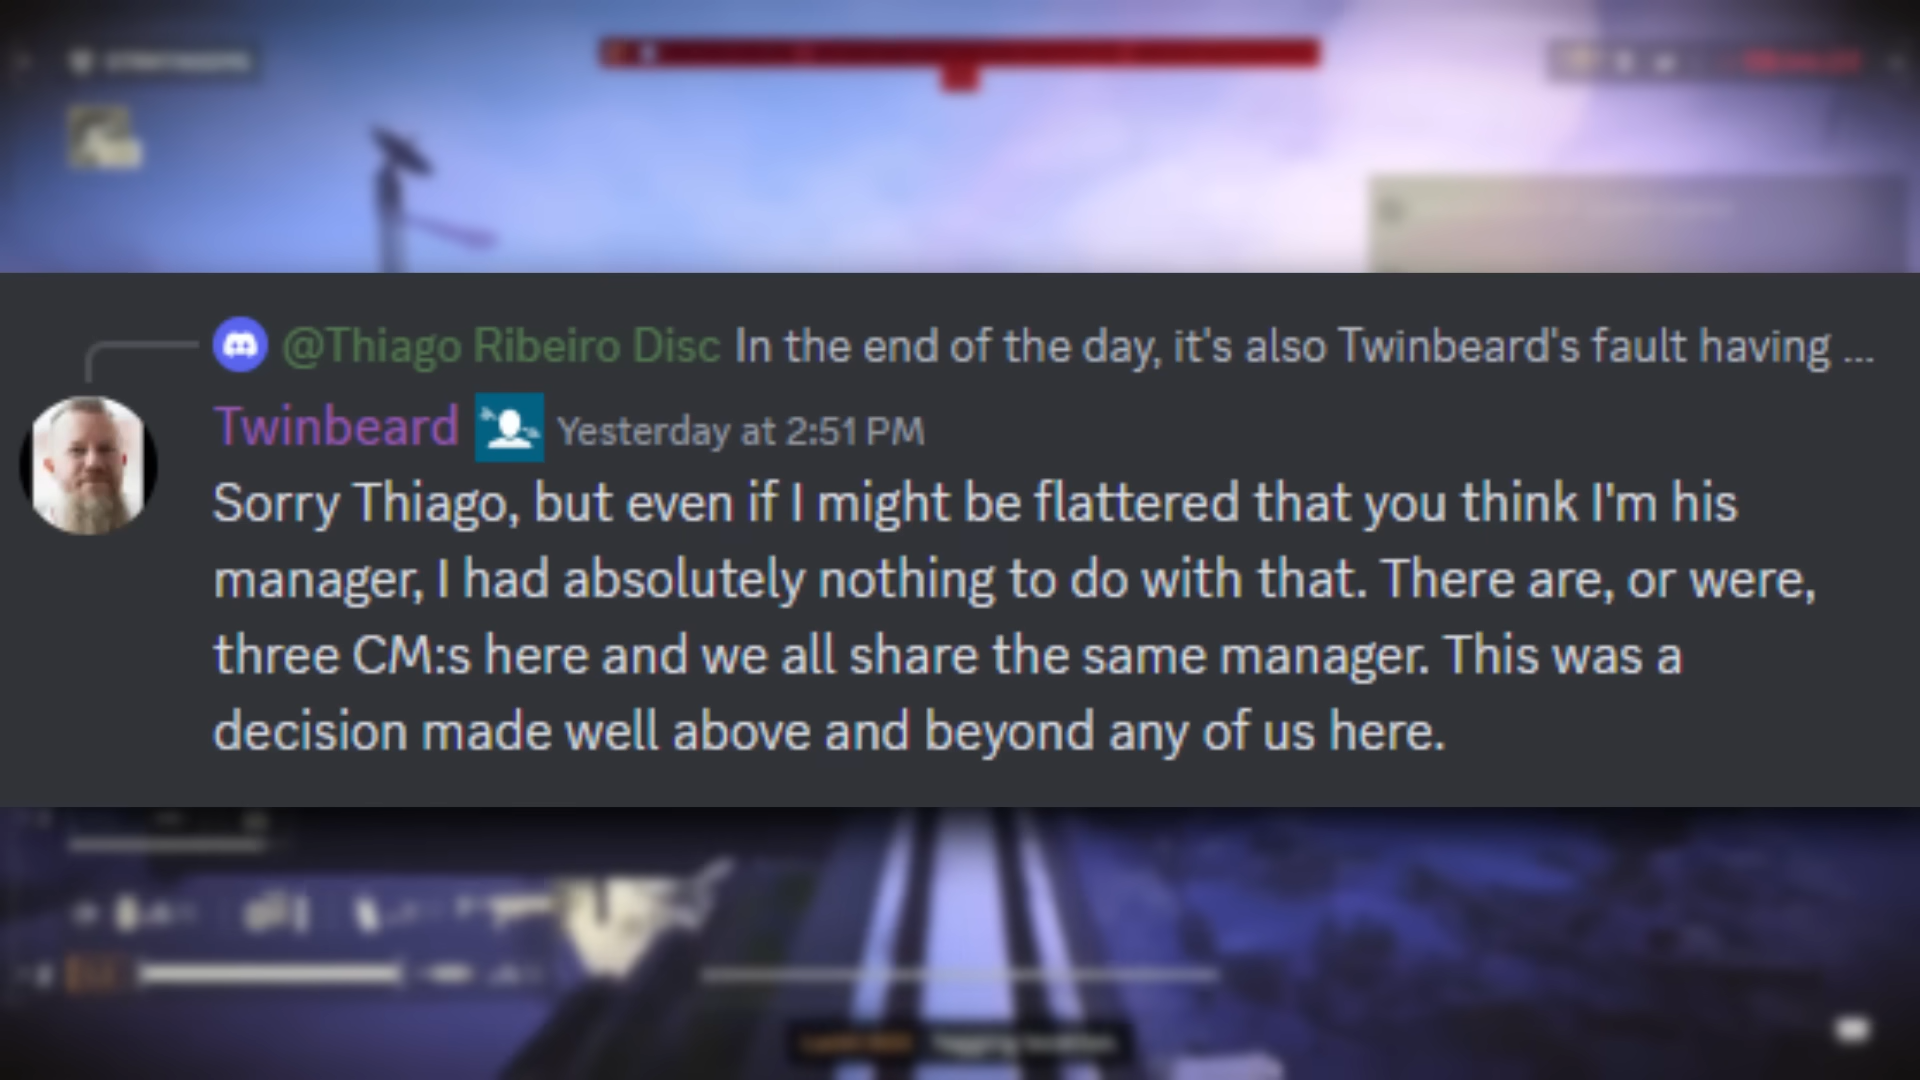 @Thiago Ribeiro Disc In the end of the day, it's also Twinbeard's fault having ...
Twinbeard Yesterday at 2:51 PM
Sorry Thiago, but even if I might be flattered that you think I'm his
manager, I had absolutely nothing to do with that. There are, or were,
three CM:s here and we all share the same manager. This was a
decision made well above and beyond any of us here.